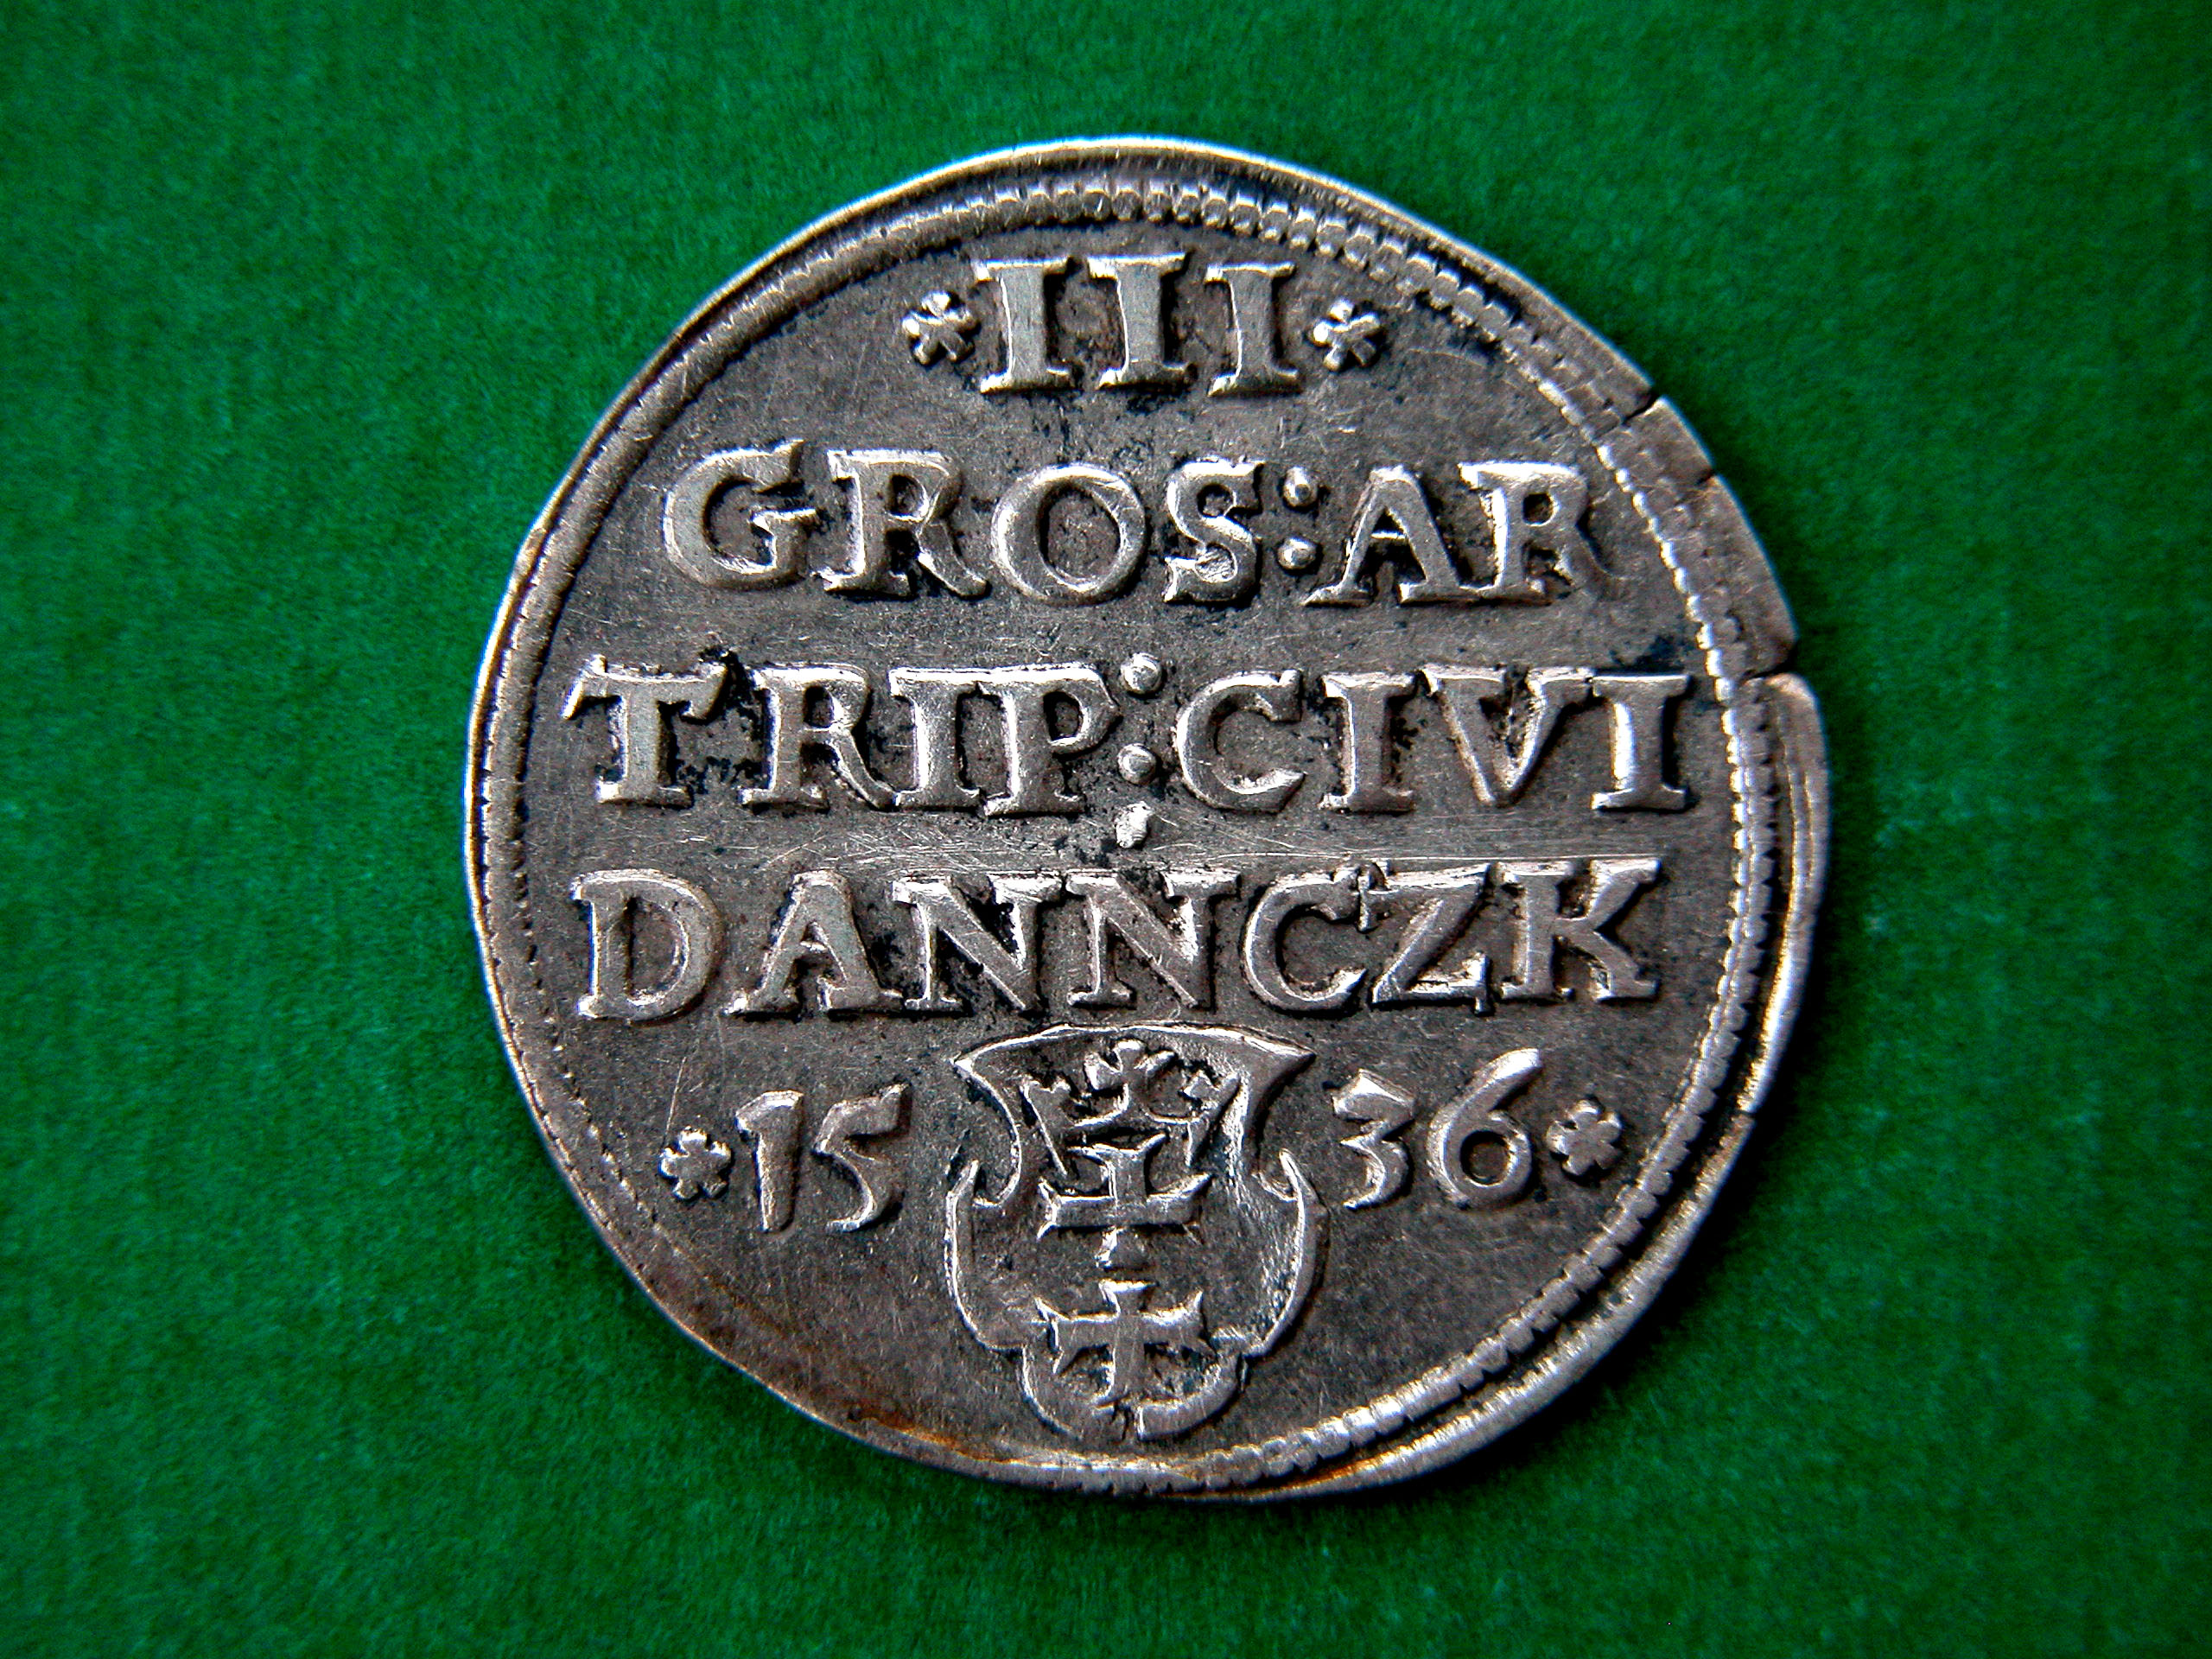 III
GROS:AR
TRIP:CIVI
DANNCZK
15 36